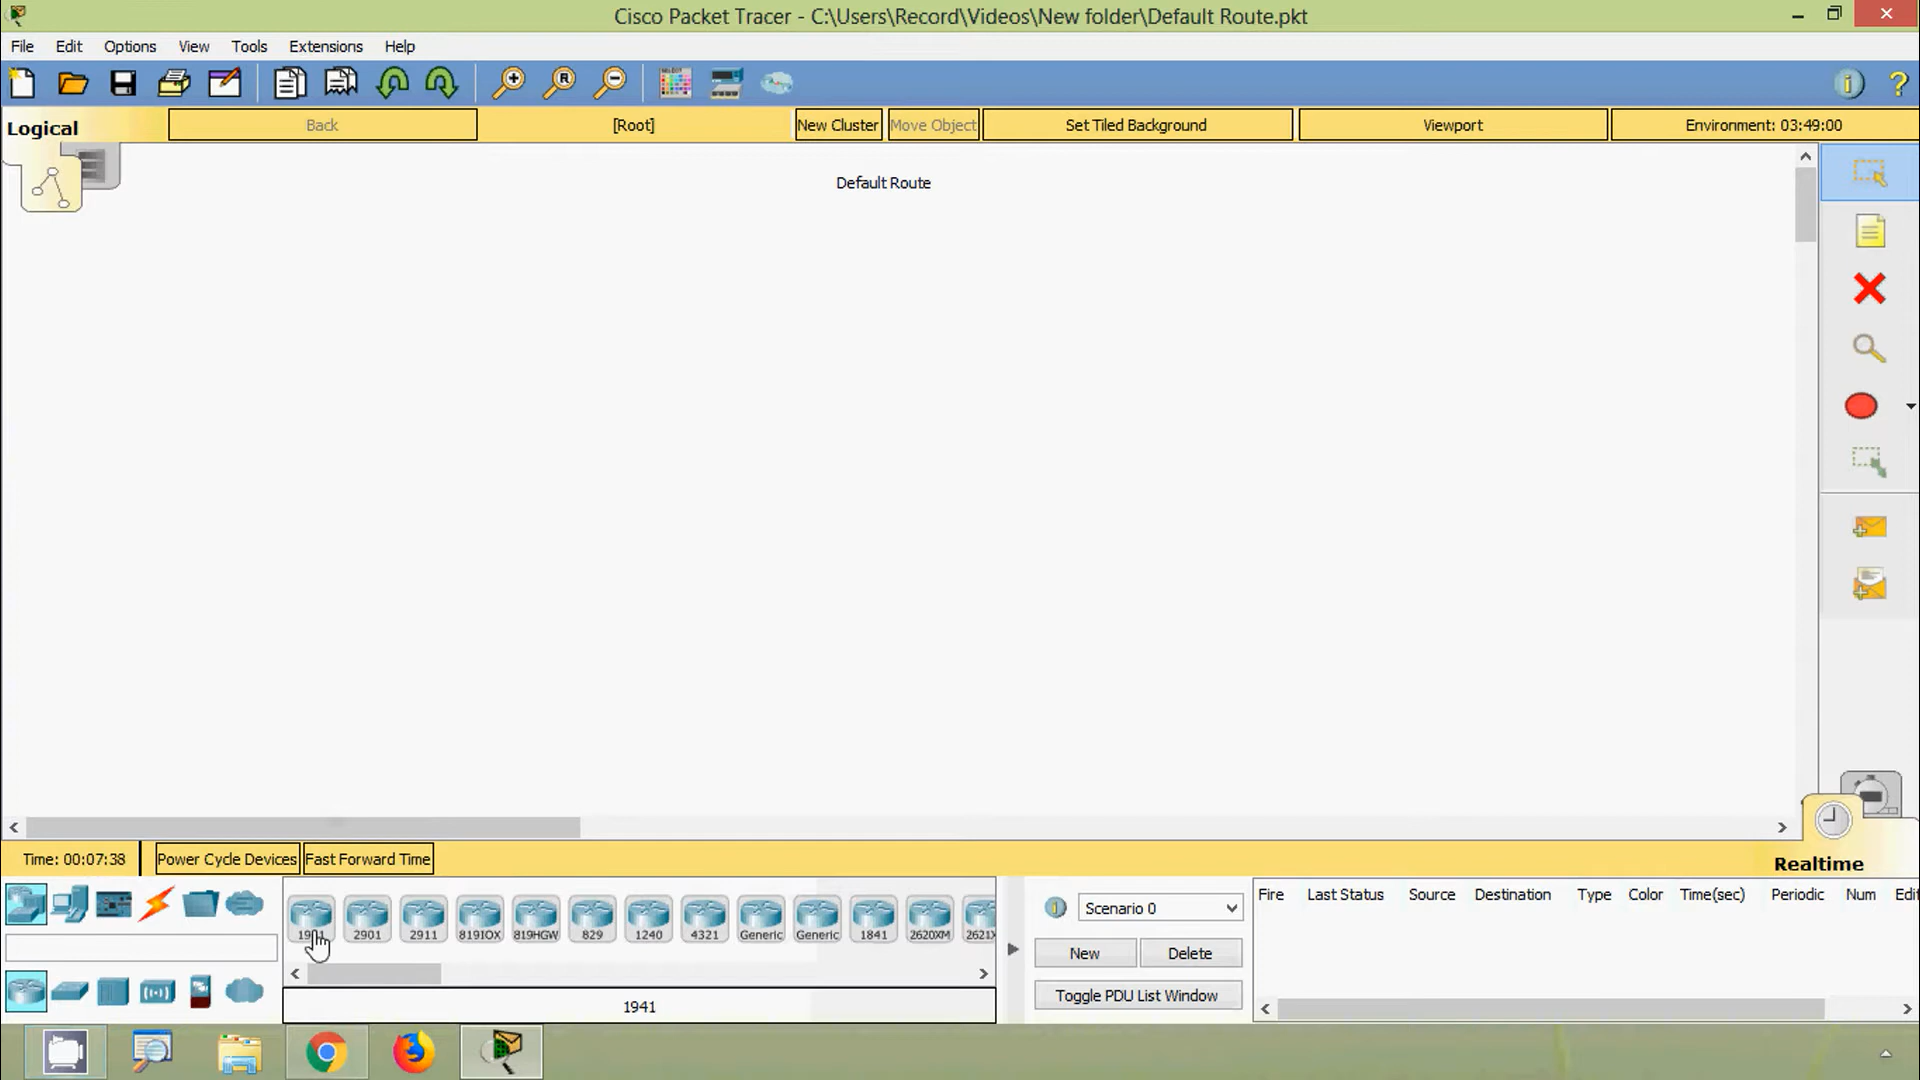 Cisco Packet Tracer - C:\Users\Record\Videos\New folder\Default Route.pkt
File Edit Options View Tools Extensions Help
Logical Back [Root] New Cluster Move Object Set Tiled Background Viewport Environment: 03:49:00
Default Route
Time: 00:07:38 Power Cycle Devices Fast Forward Time Realtime
2901 2911 819IOX 819HGW 829 1240 4321 Generic Generic 1841 2620XM
1941
Scenario 0
New Delete
Toggle PDU List Window
Fire Last Status Source Destination Type Color Time(sec) Periodic Num Edit